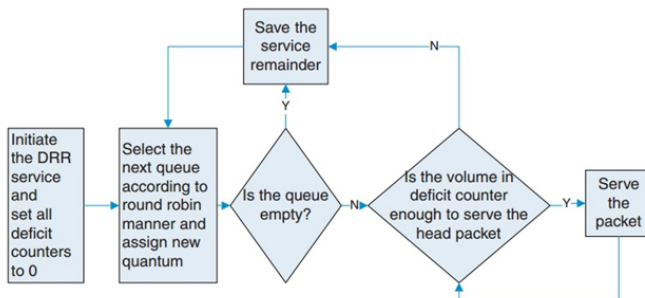 Save the
service
remainder
N
Y
Initiate
the DRR
service
and
set all
deficit
counters
to 0
Select the
next queue
according to
round robin
manner and
assign new
quantum
Is the queue
empty?
N
Is the volume in
deficit counter
enough to serve the
head packet
Y
Serve
the
packet